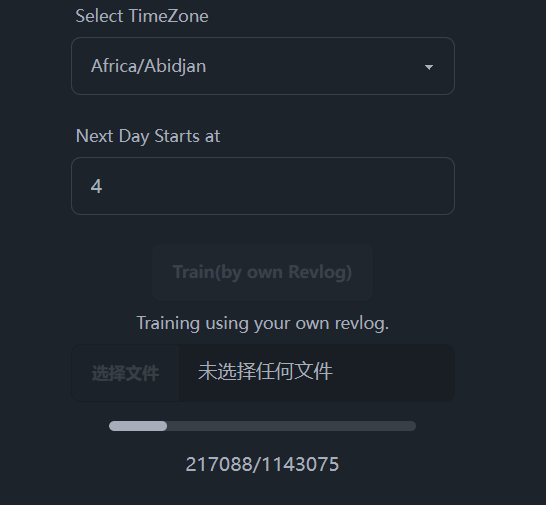 Select TimeZone
Africa/Abidjan
Next Day Starts at
4
Train(by own Revlog)
Training using your own revlog.
选择文件 未选择任何文件
217088/1143075